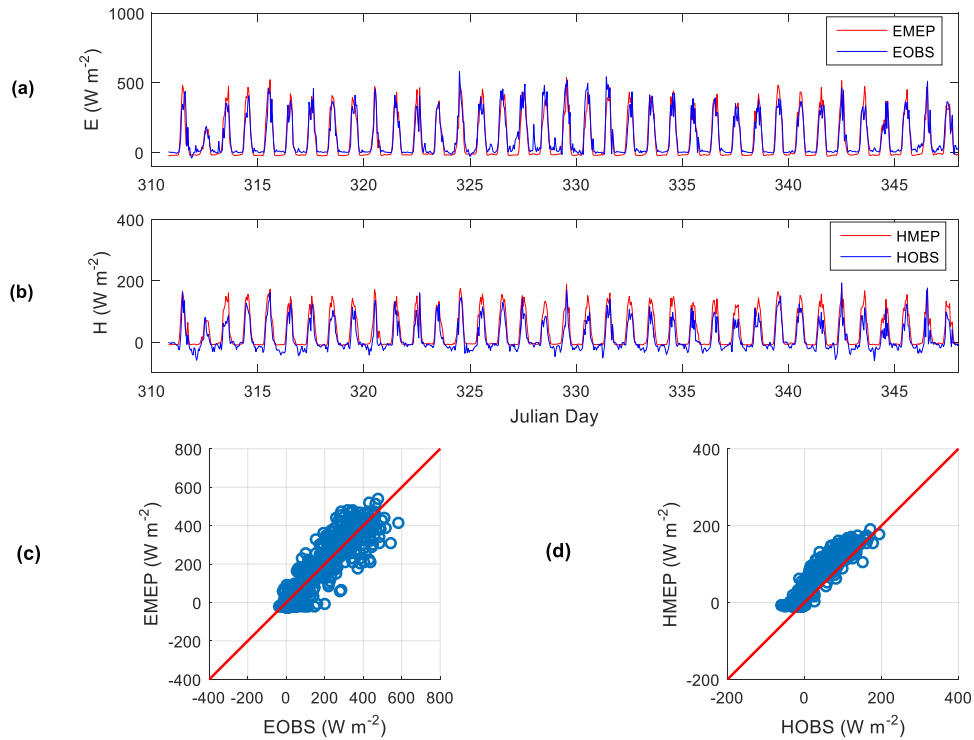 (a)
E (W m-2)
1000
500
0
EMEP
EOBS
310 315 320 325 330 335 340 345
(b)
H (W m-2)
400
200
0
HMEP
HOBS
310 315 320 325 330 335 340 345
Julian Day
(c)
EMEP (W m-2)
800
600
400
200
0
-200
-400
-400 -200 0 200 400 600 800
EOBS (W m-2)
(d)
HMEP (W m-2)
400
200
0
-200
-200 0 200 400
HOBS (W m-2)